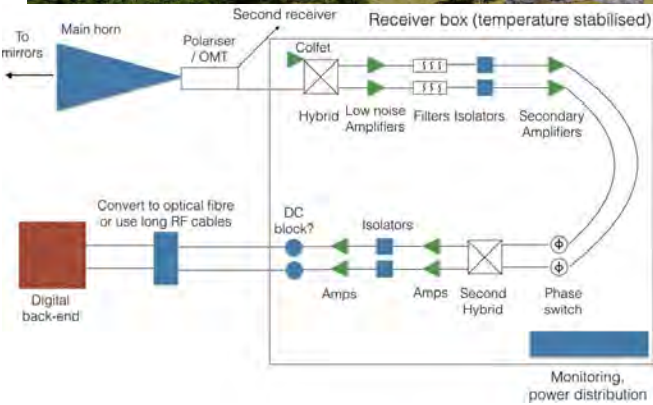 Second receiver
Receiver box (temperature stabilised)
To
mirrors
Main horn
Polariser
/ OMT
Colfet
Hybrid
Low noise
Amplifiers
Filters
Isolators
Secondary
Amplifiers
Convert to optical fibre
or use long RF cables
DC
block?
Isolators
Φ
Φ
Digital
back-end
Amps
Amps
Second
Hybrid
Phase
switch
Monitoring,
power distribution